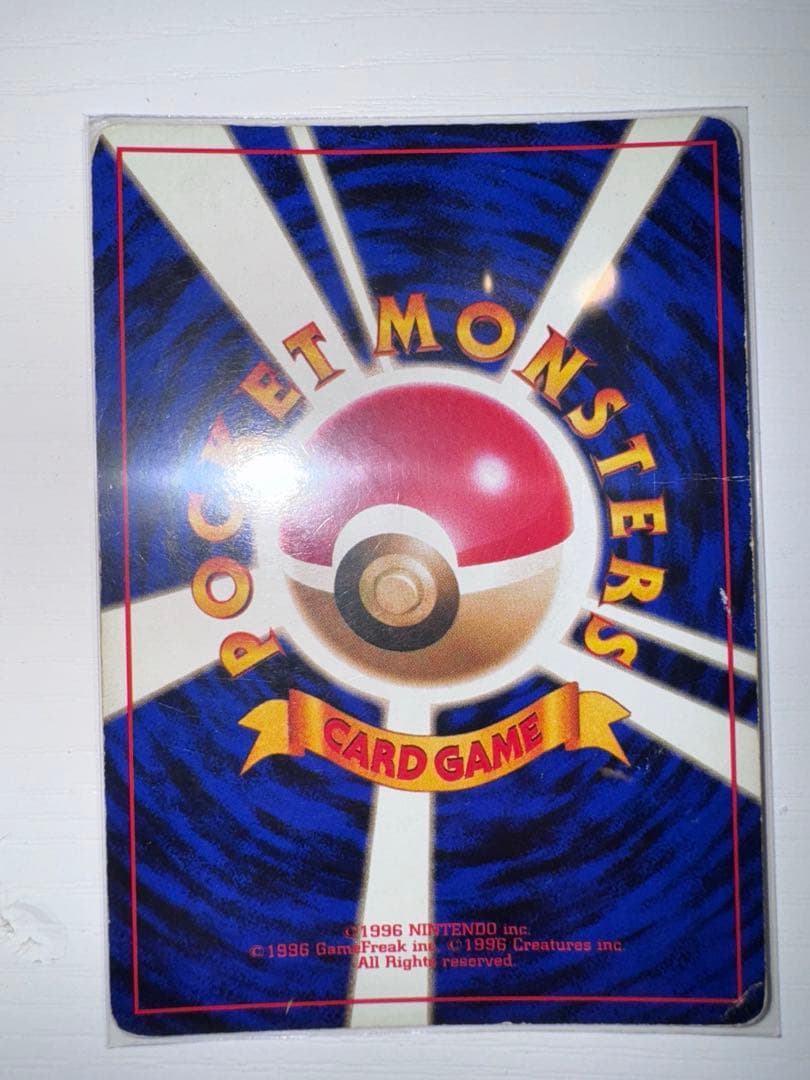 POCKET MONSTERS
CARD GAME
©1996 NINTENDO inc.
©1996 GameFreak inc. ©1996 Creatures inc.
All Rights reserved.